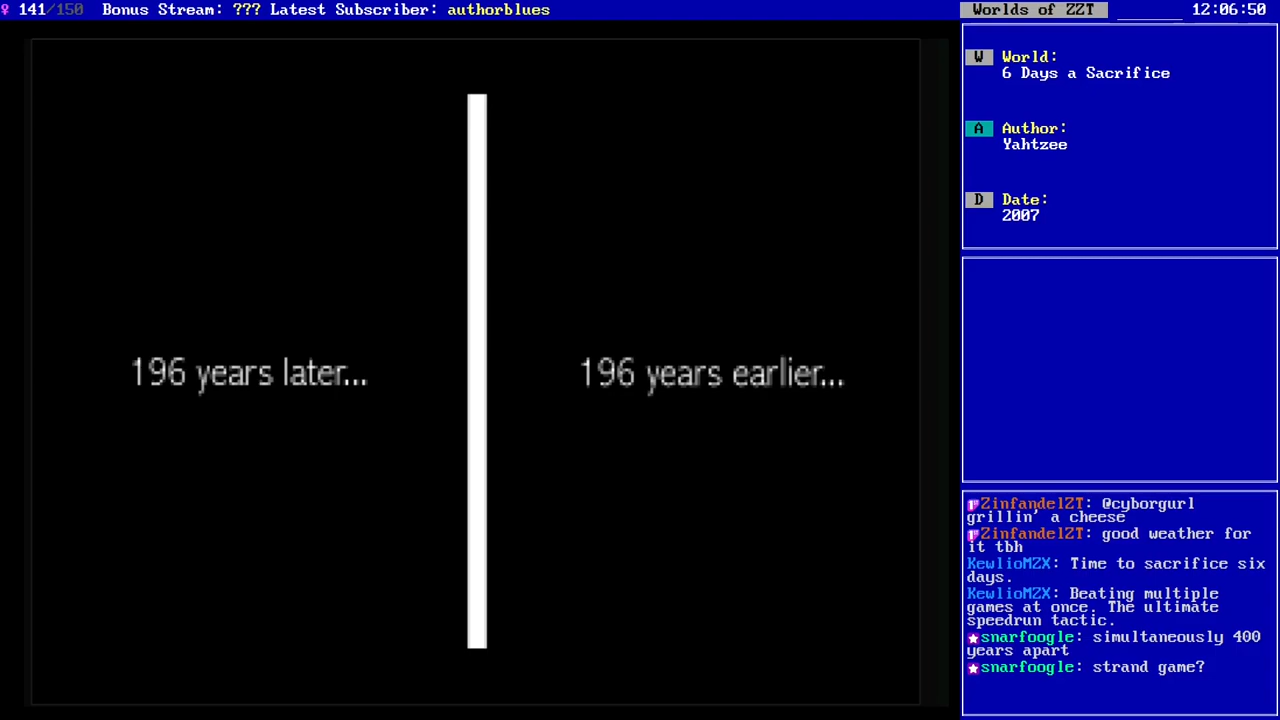 ♀ 141/150 Bonus Stream: ??? Latest Subscriber: authorblues
Worlds of ZZT
12:06:50
196 years later...
196 years earlier...
W World:
6 Days a Sacrifice
A Author:
Yahtzee
D Date:
2007
ZinfandelZT: @cyborgurl
grillin' a cheese
ZinfandelZT: good weather for
it tbh
KewlioMZX: Time to sacrifice six
days.
KewlioMZX: Beating multiple
games at once. The ultimate
speedrun tactic.
snarfoogle: simultaneously 400
years apart
snarfoogle: strand game?